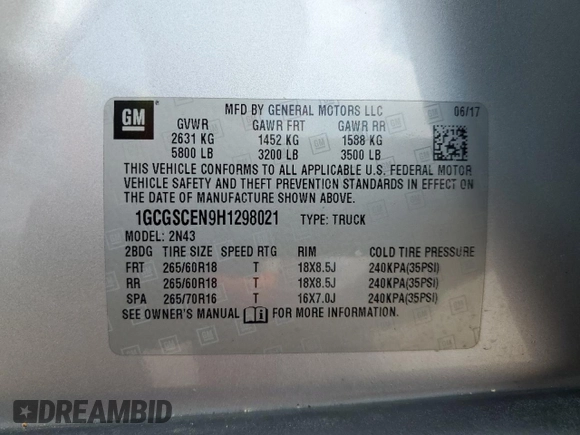 MFD BY GENERAL MOTORS LLC 06/17
GM
GVWR GAWR FRT GAWR RR
2631 KG 1452 KG 1588 KG
5800 LB 3200 LB 3500 LB
THIS VEHICLE CONFORMS TO ALL APPLICABLE U.S. FEDERAL MOTOR
VEHICLE SAFETY AND THEFT PREVENTION STANDARDS IN EFFECT ON
THE DATE OF MANUFACTURE SHOWN ABOVE.
1GCGSCEN9H1298021 TYPE: TRUCK
MODEL: 2N43
2BDG TIRE SIZE SPEED RTG RIM COLD TIRE PRESSURE
FRT 265/60R18 T 18X8.5J 240KPA(35PSI)
RR 265/60R18 T 18X8.5J 240KPA(35PSI)
SPA 265/70R16 T 16X7.0J 240KPA(35PSI)
SEE OWNER'S MANUAL FOR MORE INFORMATION.
DREAMBID